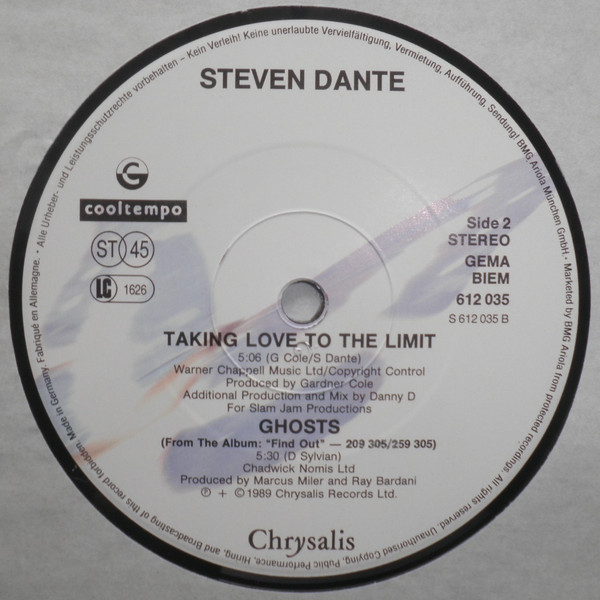 Alle Urheber- und Leistungsschutzrechte vorbehalten – Kein Verleih! Keine unerlaubte Vervielfältigung, Vermietung, Aufführung, Sendung! BMG Ariola München GmbH. · Marketed by BMG Ariola from protected recordings. All rights reserved. Unauthorised Copying, Public Performance, Hiring, and Broadcasting of this record forbidden. Made in Germany. Fabriqué en Allemagne. ·
STEVEN DANTE
cooltempo
ST 45
LC 1626
Side 2
STEREO
GEMA
BIEM
612 035
S 612 035 B
TAKING LOVE TO THE LIMIT
5:06 (G Cole/S Dante)
Warner Chappell Music Ltd/Copyright Control
Produced by Gardner Cole
Additional Production and Mix by Danny D
For Slam Jam Productions
GHOSTS
(From The Album: "Find Out" — 209 305/259 305)
5:30 (D Sylvian)
Chadwick Nomis Ltd
Produced by Marcus Miler and Ray Bardani
℗ + © 1989 Chrysalis Records Ltd.
Chrysalis